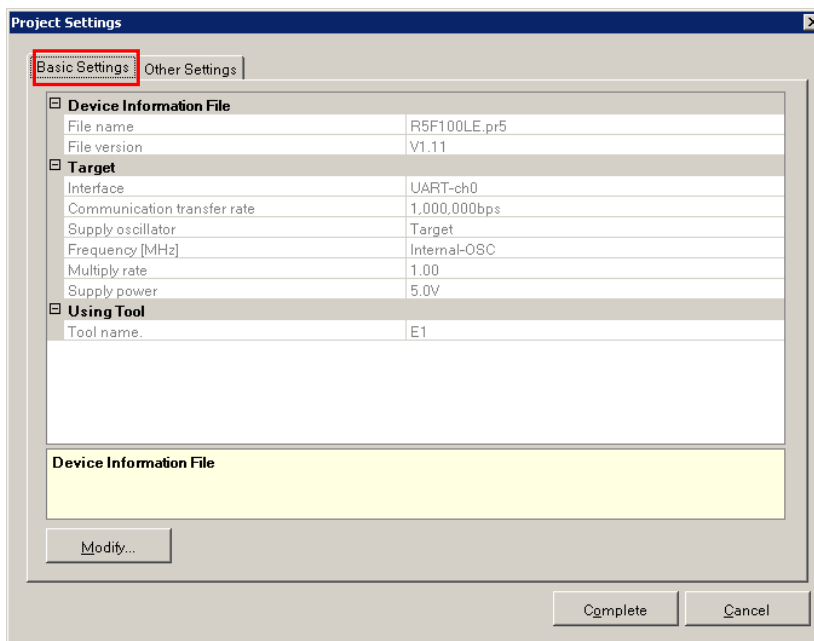 Project Settings
Basic Settings Other Settings
Device Information File
File name R5F100LE.pr5
File version V1.11
Target
Interface UART-ch0
Communication transfer rate 1,000,000bps
Supply oscillator Target
Frequency [MHz] Internal-OSC
Multiply rate 1.00
Supply power 5.0V
Using Tool
Tool name. E1
Device Information File
Modify...
Complete Cancel